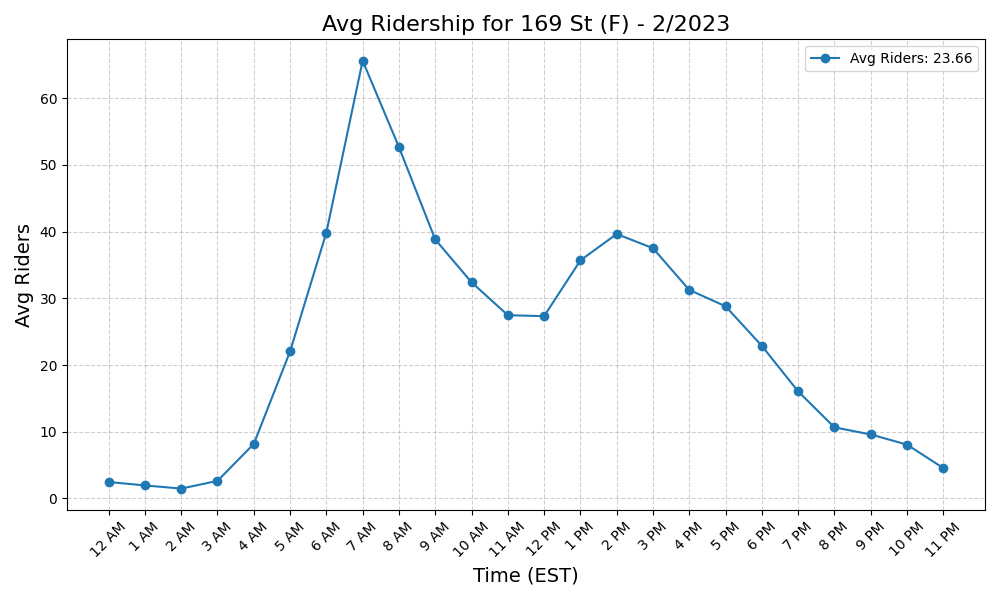 Avg Ridership for 169 St (F) - 2/2023
Avg Riders: 23.66
Avg Riders
60
50
40
30
20
10
0
12 AM
1 AM
2 AM
3 AM
4 AM
5 AM
6 AM
7 AM
8 AM
9 AM
10 AM
11 AM
12 PM
1 PM
2 PM
3 PM
4 PM
5 PM
6 PM
7 PM
8 PM
9 PM
10 PM
11 PM
Time (EST)